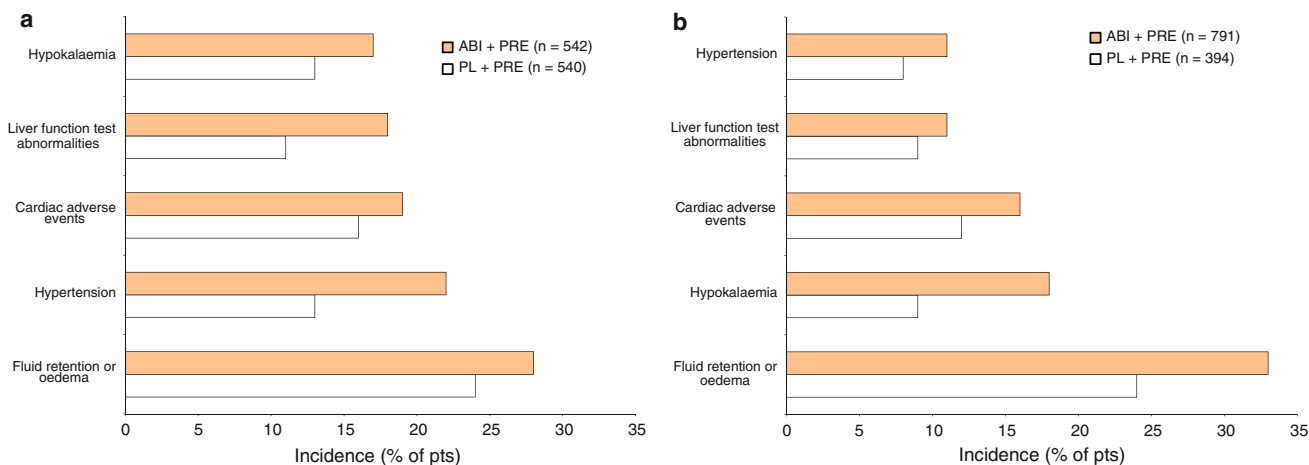 a
ABI + PRE (n = 542)
PL + PRE (n = 540)
Hypokalaemia
Liver function test
abnormalities
Cardiac adverse
events
Hypertension
Fluid retention or
oedema
0 5 10 15 20 25 30 35
Incidence (% of pts)
b
ABI + PRE (n = 791)
PL + PRE (n = 394)
Hypertension
Liver function test
abnormalities
Cardiac adverse
events
Hypokalaemia
Fluid retention or
oedema
0 5 10 15 20 25 30 35
Incidence (% of pts)